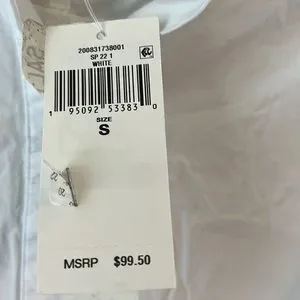 200831738001
SP 22 1
WHITE
1 95092 53383 0
SIZE
S
MSRP $99.50